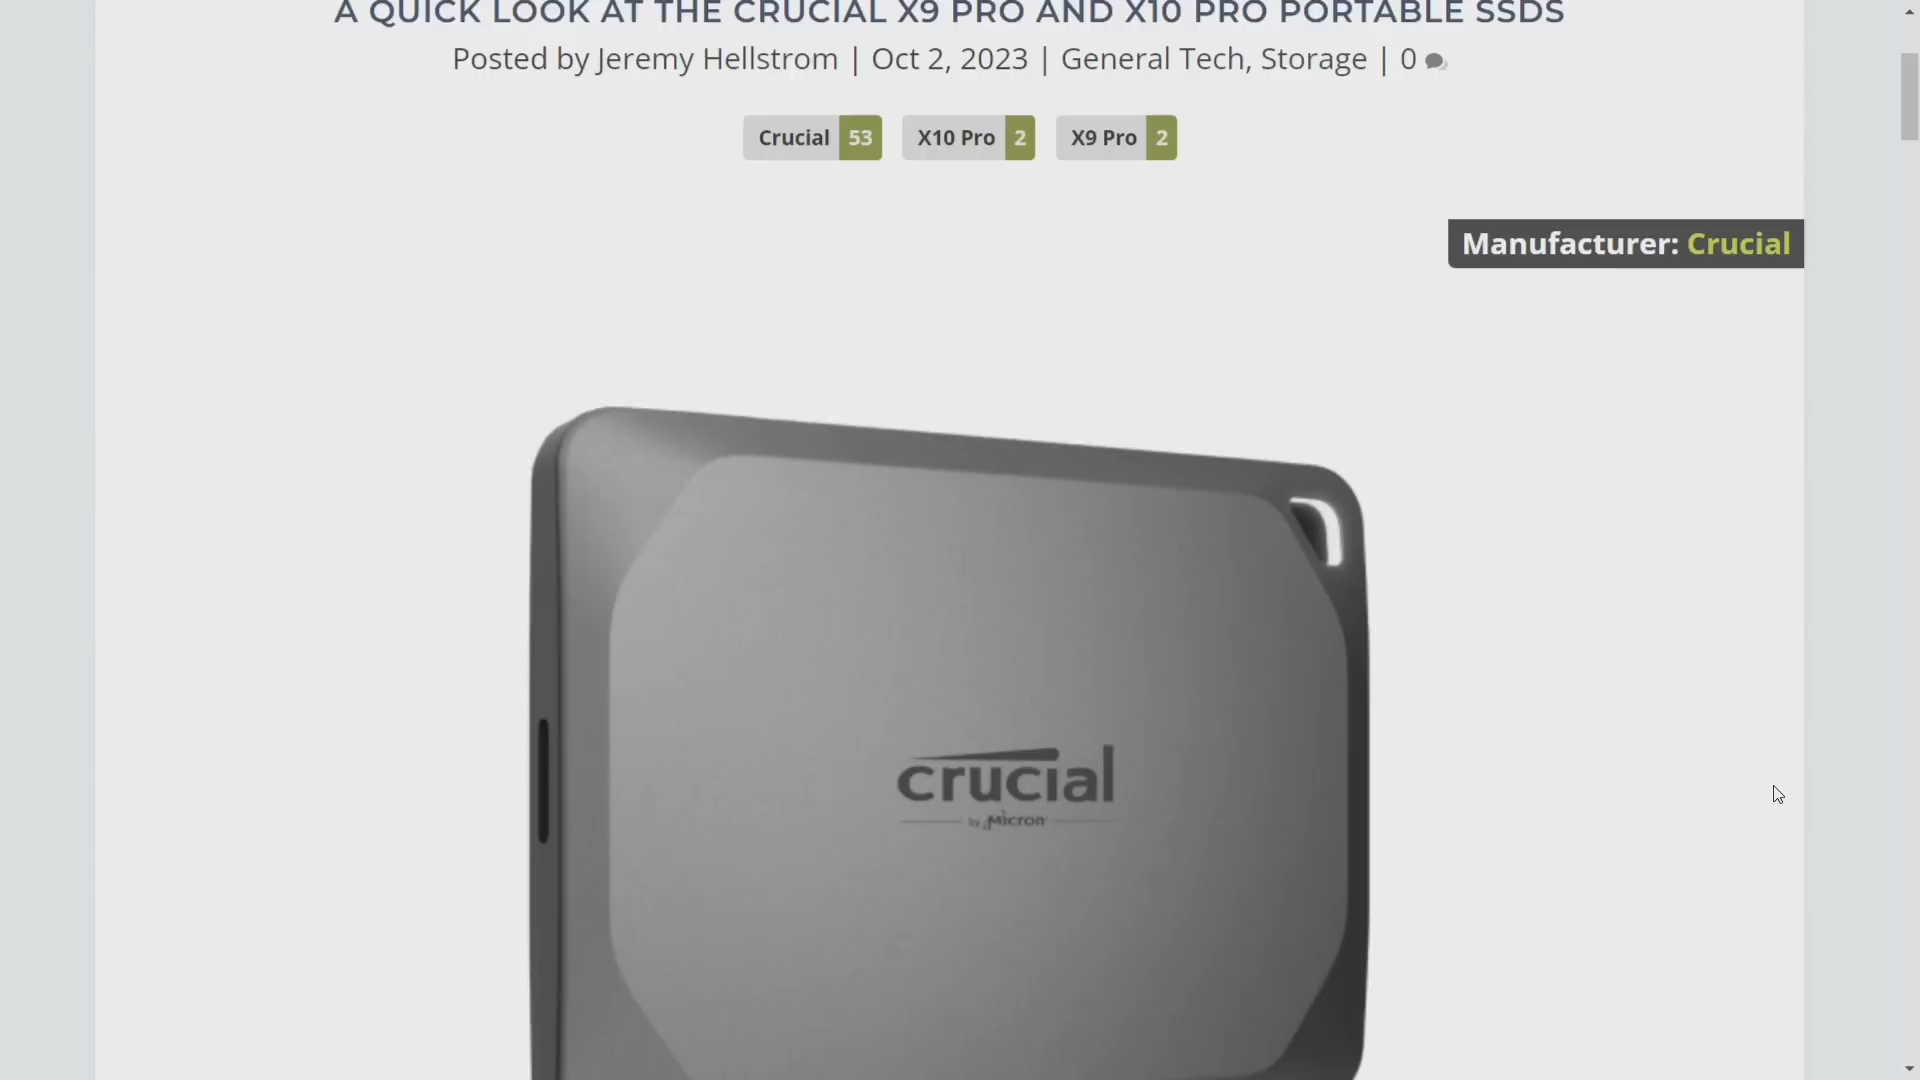 A QUICK LOOK AT THE CRUCIAL X9 PRO AND X10 PRO PORTABLE SSDS
Posted by Jeremy Hellstrom | Oct 2, 2023 | General Tech, Storage | 0
Crucial 53 X10 Pro 2 X9 Pro 2
Manufacturer: Crucial
crucial
by Micron